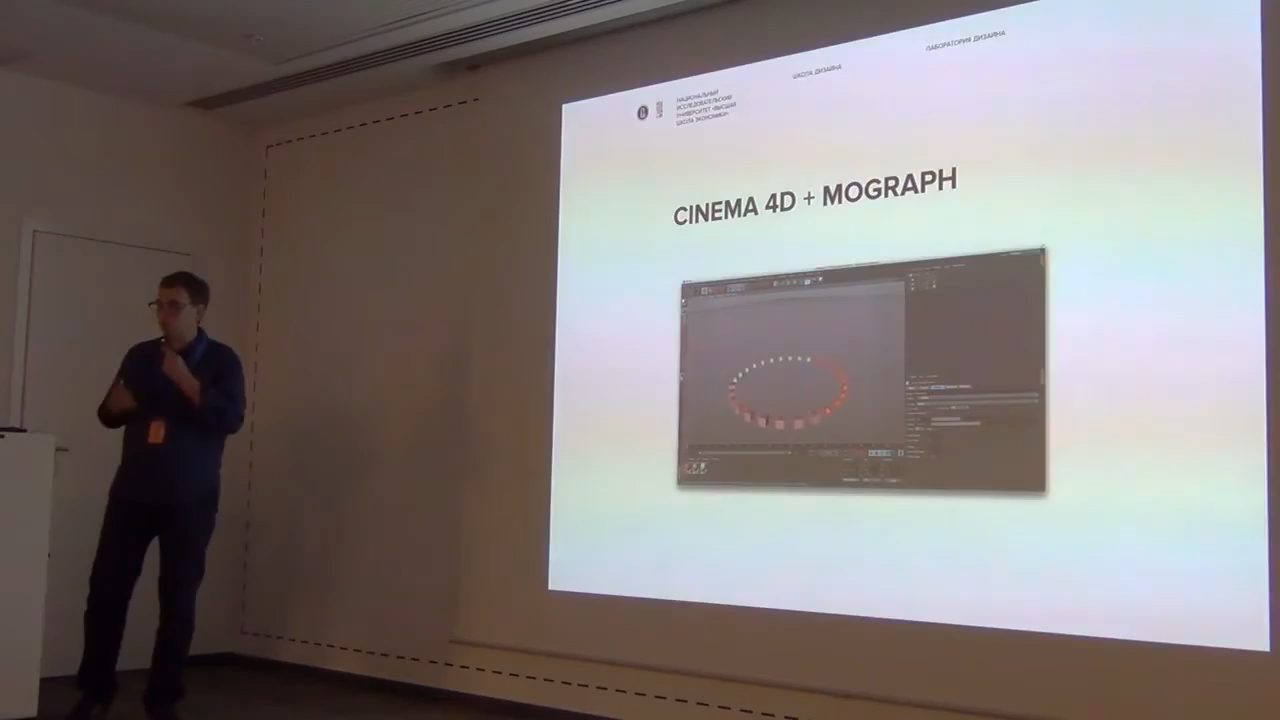 НАЦИОНАЛЬНЫЙ
ИССЛЕДОВАТЕЛЬСКИЙ
УНИВЕРСИТЕТ «ВЫСШАЯ
ШКОЛА ЭКОНОМИКИ»
ШКОЛА ДИЗАЙНА
ЛАБОРАТОРИЯ ДИЗАЙНА
CINEMA 4D + MOGRAPH